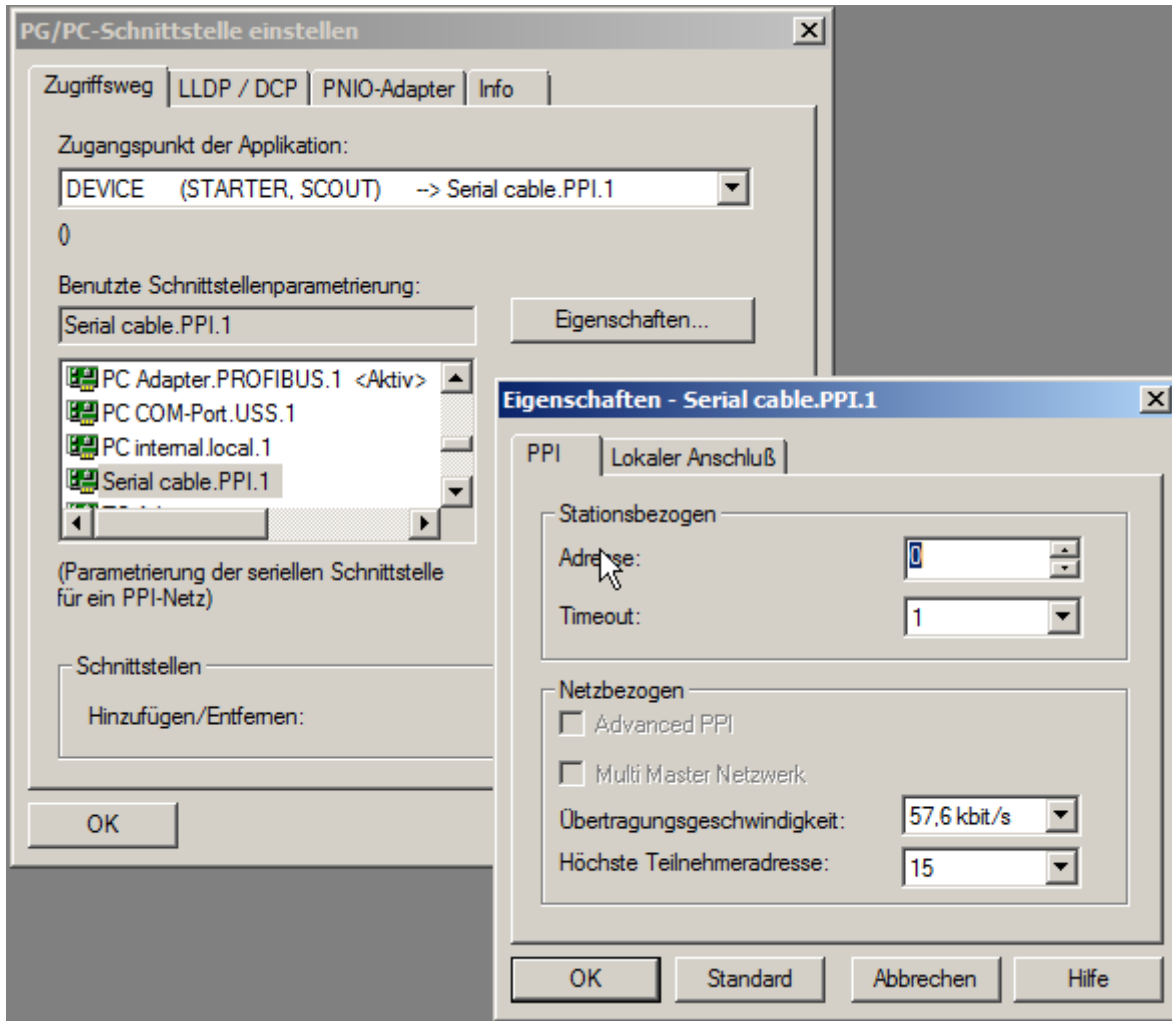 PG/PC-Schnittstelle einstellen
Zugriffsweg LLDP / DCP PNIO-Adapter Info
Zugangspunkt der Applikation:
DEVICE (STARTER, SCOUT) --> Serial cable.PPI.1
()
Benutzte Schnittstellenparametrierung:
Serial cable.PPI.1
Eigenschaften...
PC Adapter.PROFIBUS.1 <Aktiv>
PC COM-Port.USS.1
PC internal.local.1
Serial cable.PPI.1
(Parametrierung der seriellen Schnittstelle
für ein PPI-Netz)
Schnittstellen
Hinzufügen/Entfernen:
OK
Eigenschaften - Serial cable.PPI.1
PPI Lokaler Anschluß
Stationsbezogen
Adresse: 0
Timeout: 1
Netzbezogen
Advanced PPI
Multi Master Netzwerk
Übertragungsgeschwindigkeit: 57,6 kbit/s
Höchste Teilnehmeradresse: 15
OK Standard Abbrechen Hilfe